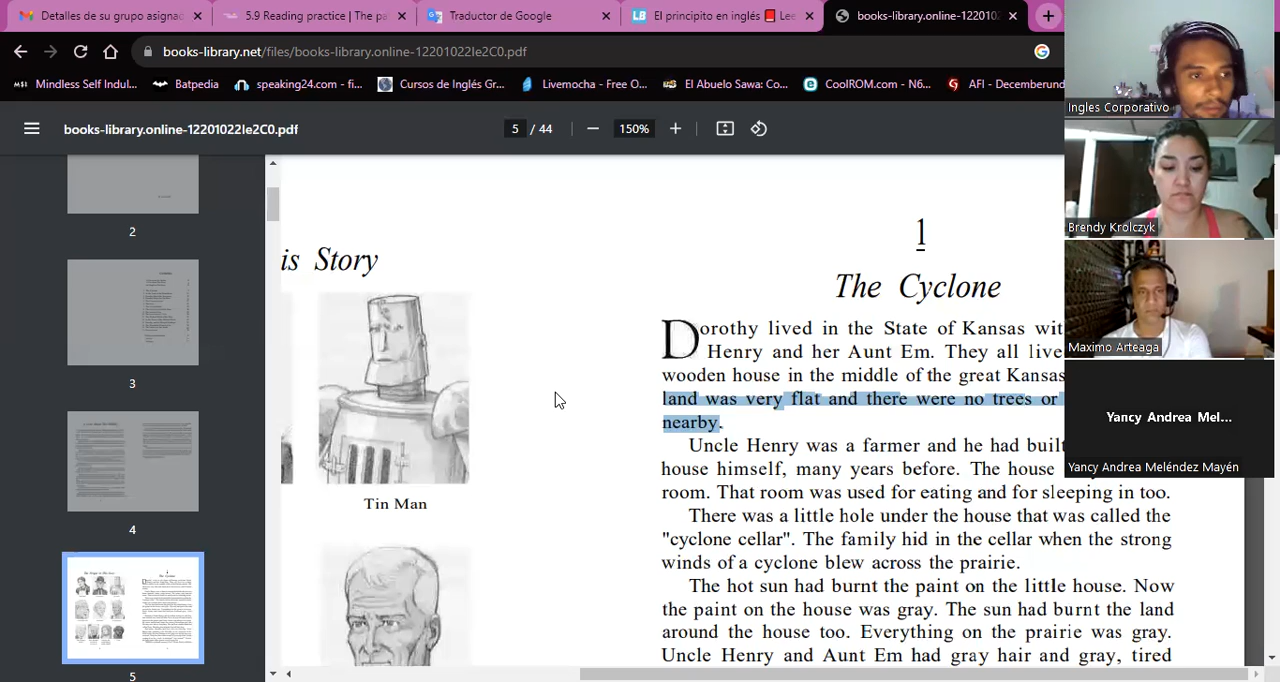 Detalles de su grupo asignad
5.9 Reading practice | The pa
Traductor de Google
El principito en inglés Lee
books-library.online-1220102
books-library.net/files/books-library.online-12201022Ie2C0.pdf
Mindless Self Indul...
Batpedia
speaking24.com - fi...
Cursos de Inglés Gr...
Livemocha - Free O...
El Abuelo Sawa: Co...
CoolROM.com - N6...
AFI - Decemberund
books-library.online-12201022Ie2C0.pdf
5 / 44
150%
2
3
4
5
is Story
Tin Man
1
The Cyclone
Dorothy lived in the State of Kansas wit
Henry and her Aunt Em. They all live
wooden house in the middle of the great Kansas
land was very flat and there were no trees or
nearby.
Uncle Henry was a farmer and he had built
house himself, many years before. The house
room. That room was used for eating and for sleeping in too.
There was a little hole under the house that was called the
"cyclone cellar". The family hid in the cellar when the strong
winds of a cyclone blew across the prairie.
The hot sun had burnt the paint on the little house. Now
the paint on the house was gray. The sun had burnt the land
around the house too. Everything on the prairie was gray.
Uncle Henry and Aunt Em had gray hair and gray, tired
Ingles Corporativo
Brendy Krolczyk
Maximo Arteaga
Yancy Andrea Mel...
Yancy Andrea Meléndez Mayén